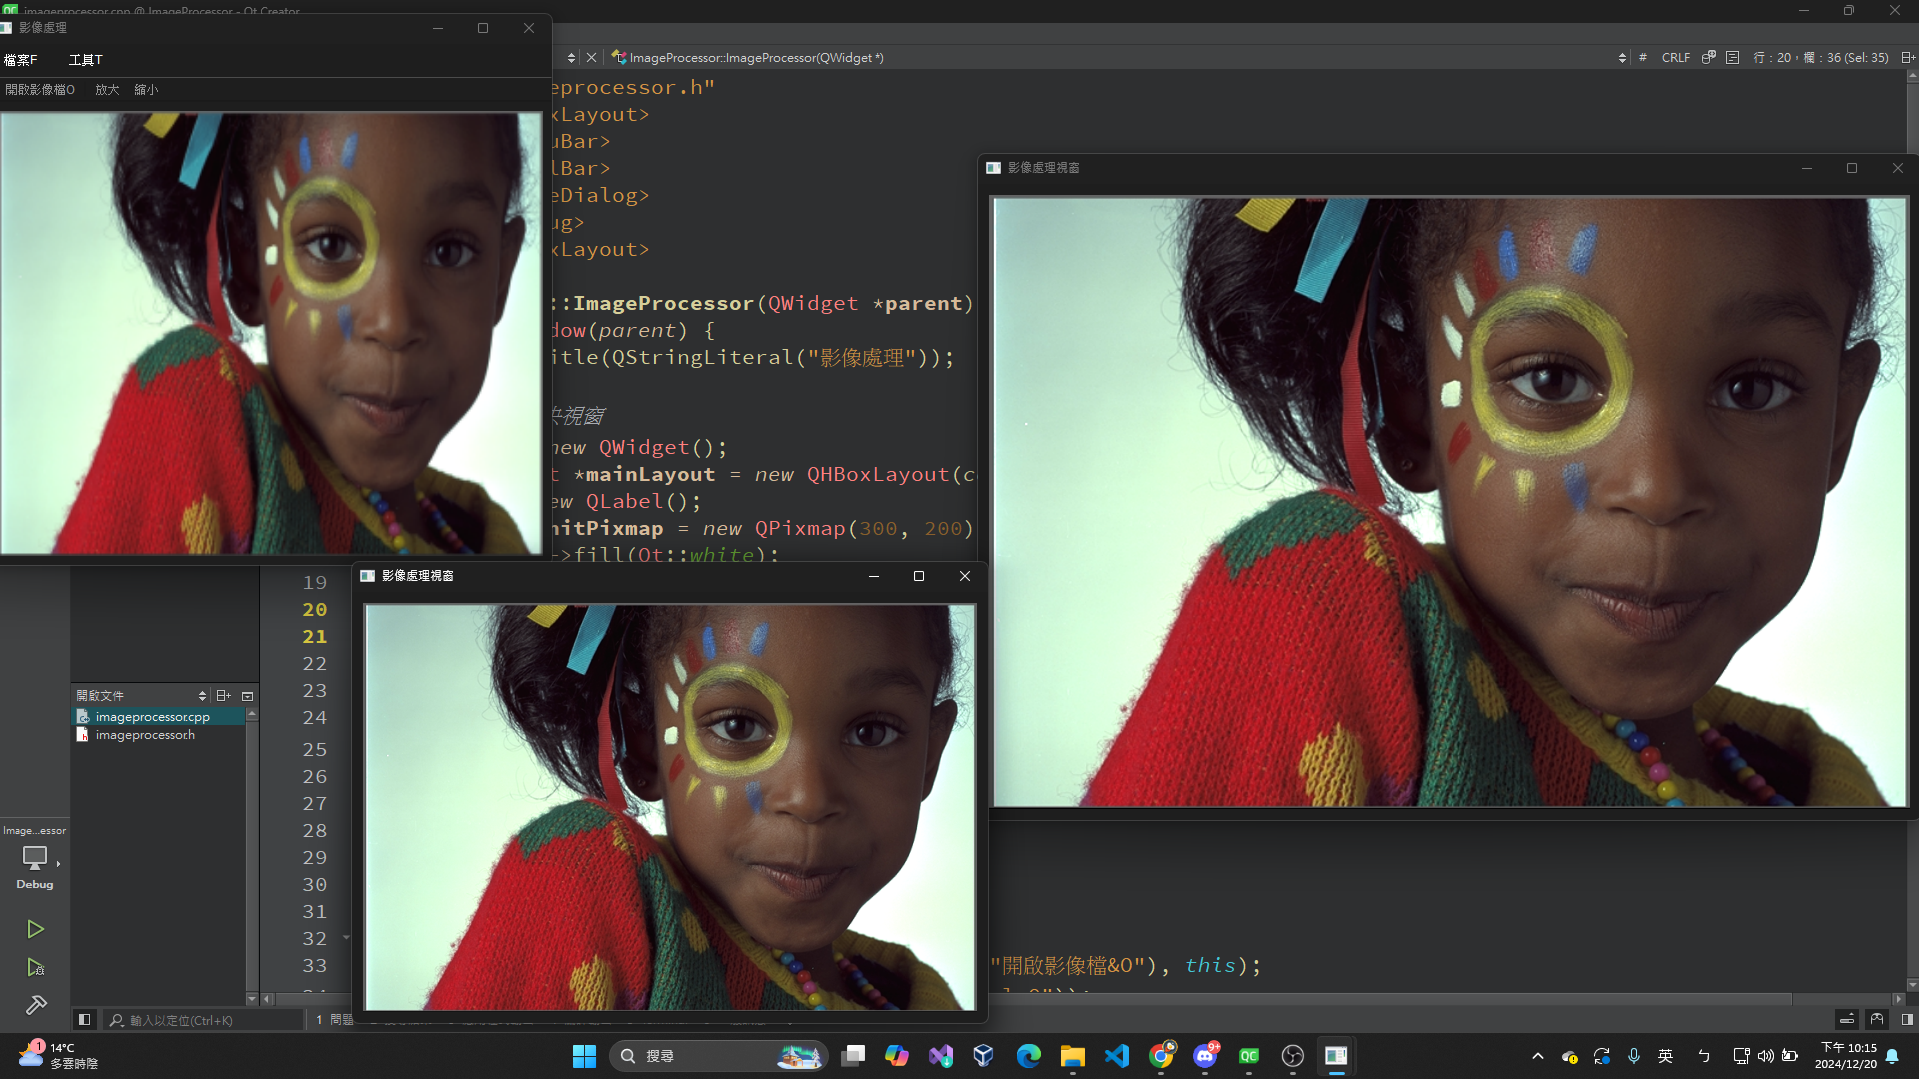 imageprocessor.cpp @ ImageProcessor - Qt Creator
影像處理
檔案F 工具T
開啟影像檔O 放大 縮小
ImageProcessor::ImageProcessor(QWidget *)
# CRLF 行：20，欄：36 (Sel: 35)
eprocessor.h"
xLayout>
uBar>
lBar>
eDialog>
ug>
xLayout>
::ImageProcessor(QWidget *parent)
dow(parent) {
itle(QStringLiteral("影像處理"));
央視窗
new QWidget();
t *mainLayout = new QHBoxLayout(c
ew QLabel();
nitPixmap = new QPixmap(300, 200)
->fill(Qt::white);
影像處理視窗
影像處理視窗
19
20
21
22
23
24
25
26
27
28
29
30
31
32
33
"開啟影像檔&O"), this);
開啟文件
imageprocessor.cpp
imageprocessor.h
Image...essor
Debug
輸入以定位(Ctrl+K)
1 問題
1
14°C
多雲時陰
搜尋
9+
QC
英
ㄅ
下午 10:15
2024/12/20